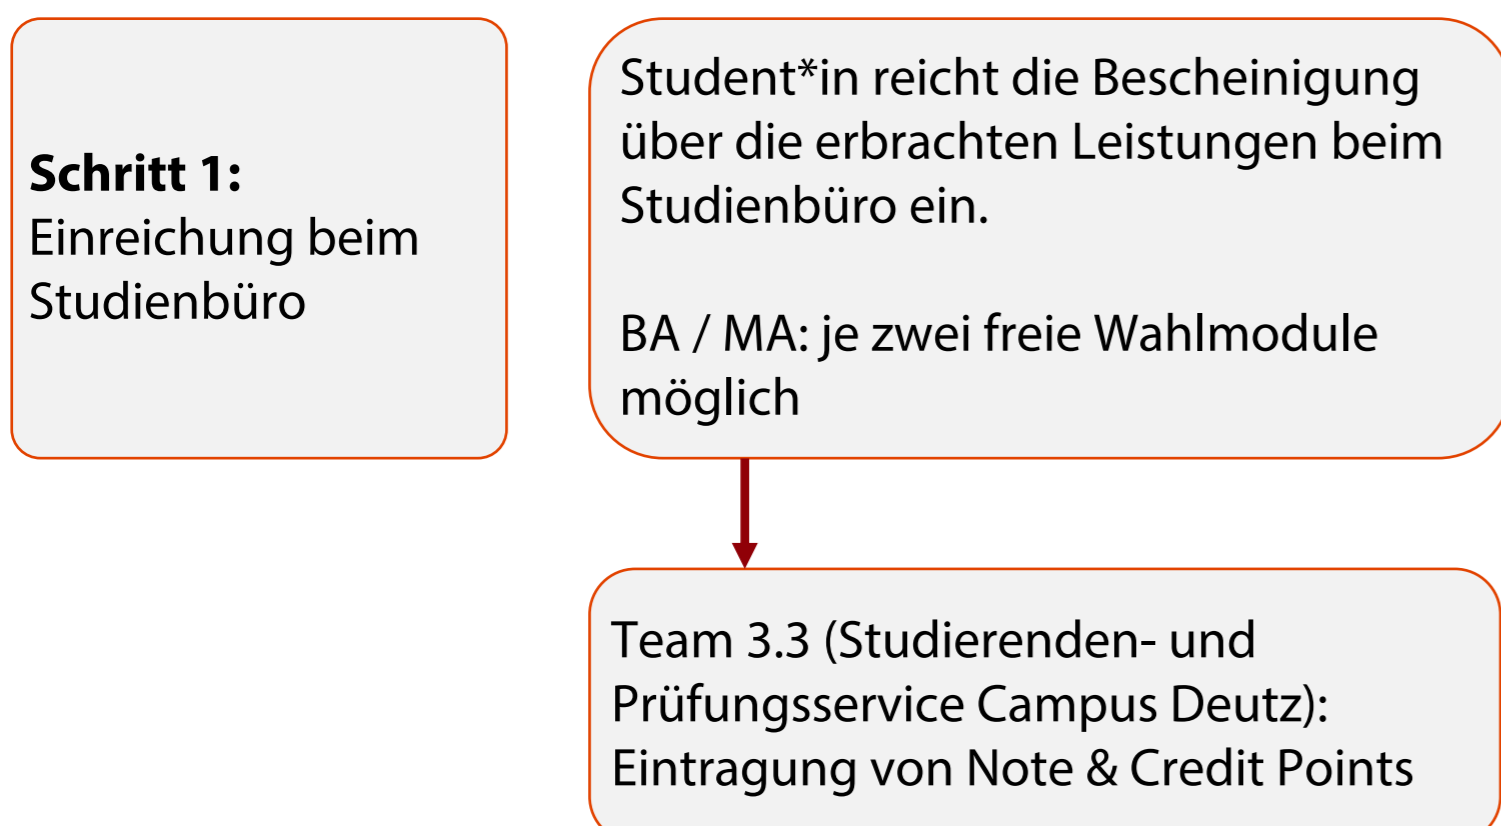 Schritt 1:
Einreichung beim
Studienbüro
Student*in reicht die Bescheinigung
über die erbrachten Leistungen beim
Studienbüro ein.
BA / MA: je zwei freie Wahlmodule
möglich
Team 3.3 (Studierenden- und
Prüfungsservice Campus Deutz):
Eintragung von Note & Credit Points